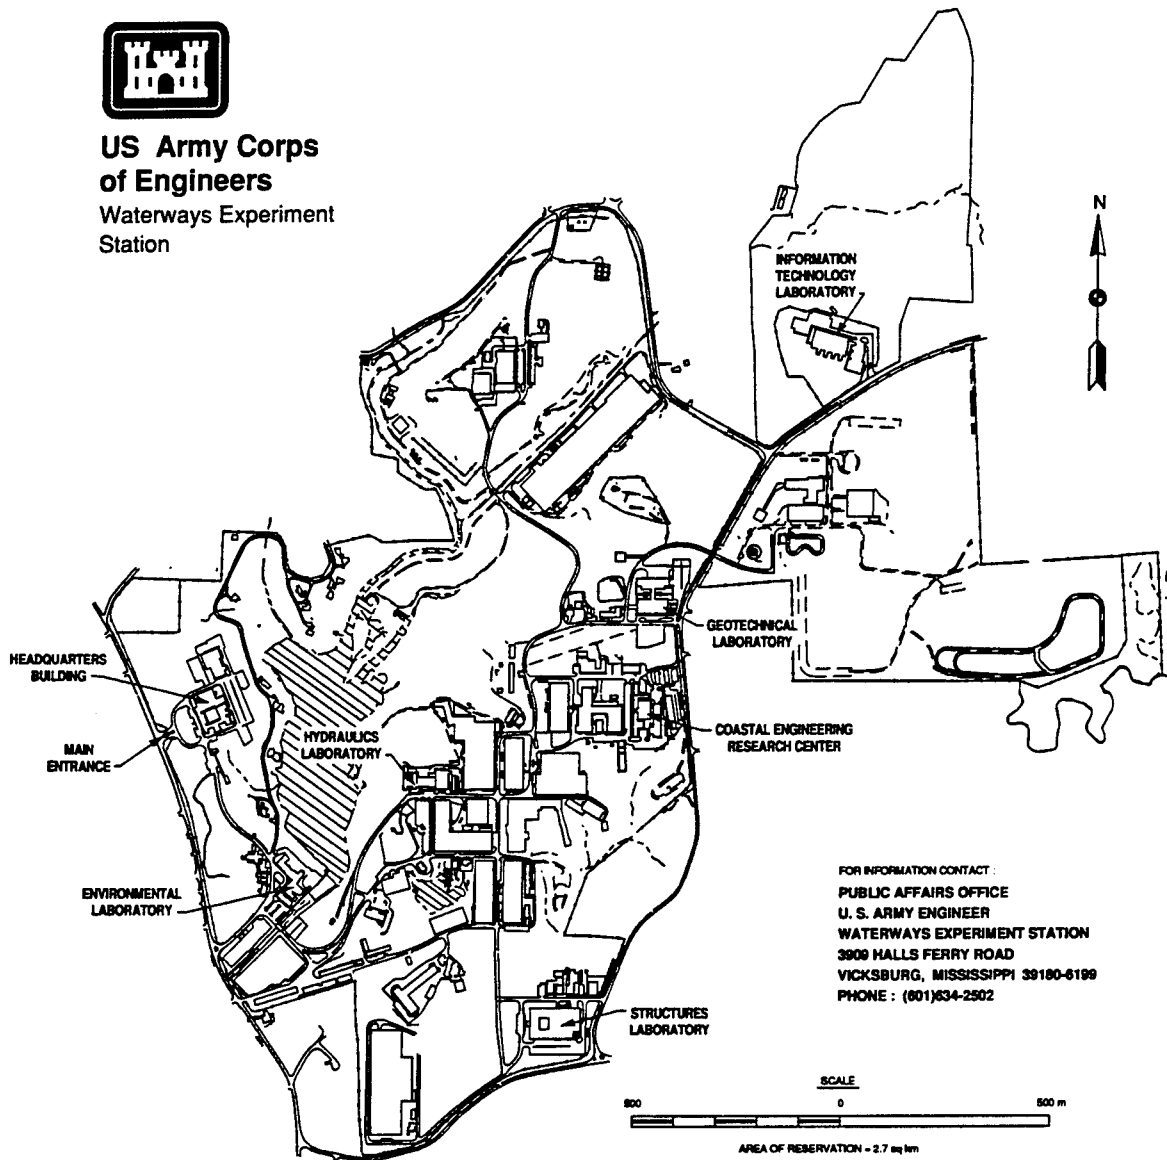 US Army Corps
of Engineers
Waterways Experiment
Station
N
INFORMATION
TECHNOLOGY
LABORATORY
GEOTECHNICAL
LABORATORY
HEADQUARTERS
BUILDING
MAIN
ENTRANCE
HYDRAULICS
LABORATORY
COASTAL ENGINEERING
RESEARCH CENTER
ENVIRONMENTAL
LABORATORY
STRUCTURES
LABORATORY
FOR INFORMATION CONTACT :
PUBLIC AFFAIRS OFFICE
U. S. ARMY ENGINEER
WATERWAYS EXPERIMENT STATION
3909 HALLS FERRY ROAD
VICKSBURG, MISSISSIPPI 39180-6199
PHONE : (601)634-2502
SCALE
500 0 500 m
AREA OF RESERVATION = 2.7 sq km